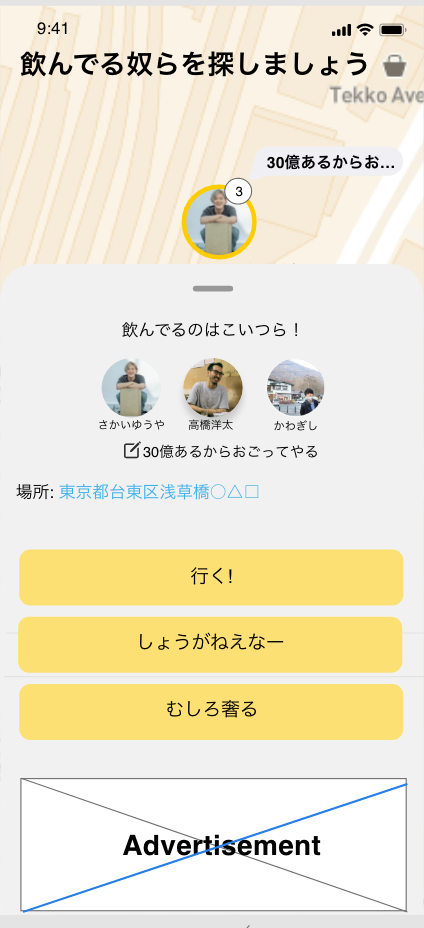 9:41
飲んでる奴らを探しましょう
Tekko Ave
30億あるからお...
3
飲んでるのはこいつら！
さかいゆうや
高橋洋太
かわぎし
30億あるからおごってやる
場所: 東京都台東区浅草橋○△□
行く!
しょうがねえなー
むしろ奢る
Advertisement